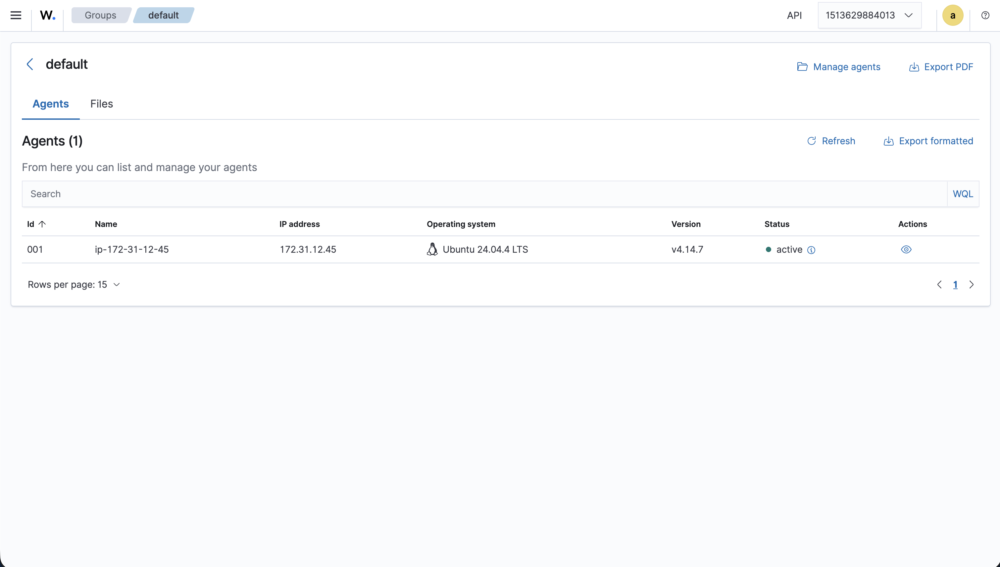 W. Groups default API 1513629884013 a
default Manage agents Export PDF
Agents Files
Agents (1) Refresh Export formatted
From here you can list and manage your agents
Search WQL
Id Name IP address Operating system Version Status Actions
001 ip-172-31-12-45 172.31.12.45 Ubuntu 24.04.4 LTS v4.14.7 active
Rows per page: 15 1